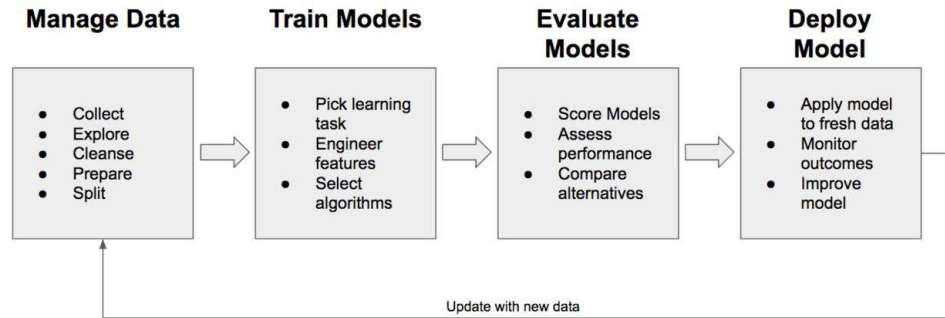 Manage Data
● Collect
● Explore
● Cleanse
● Prepare
● Split
Train Models
● Pick learning
task
● Engineer
features
● Select
algorithms
Evaluate
Models
● Score Models
● Assess
performance
● Compare
alternatives
Deploy
Model
● Apply model
to fresh data
● Monitor
outcomes
● Improve
model
Update with new data